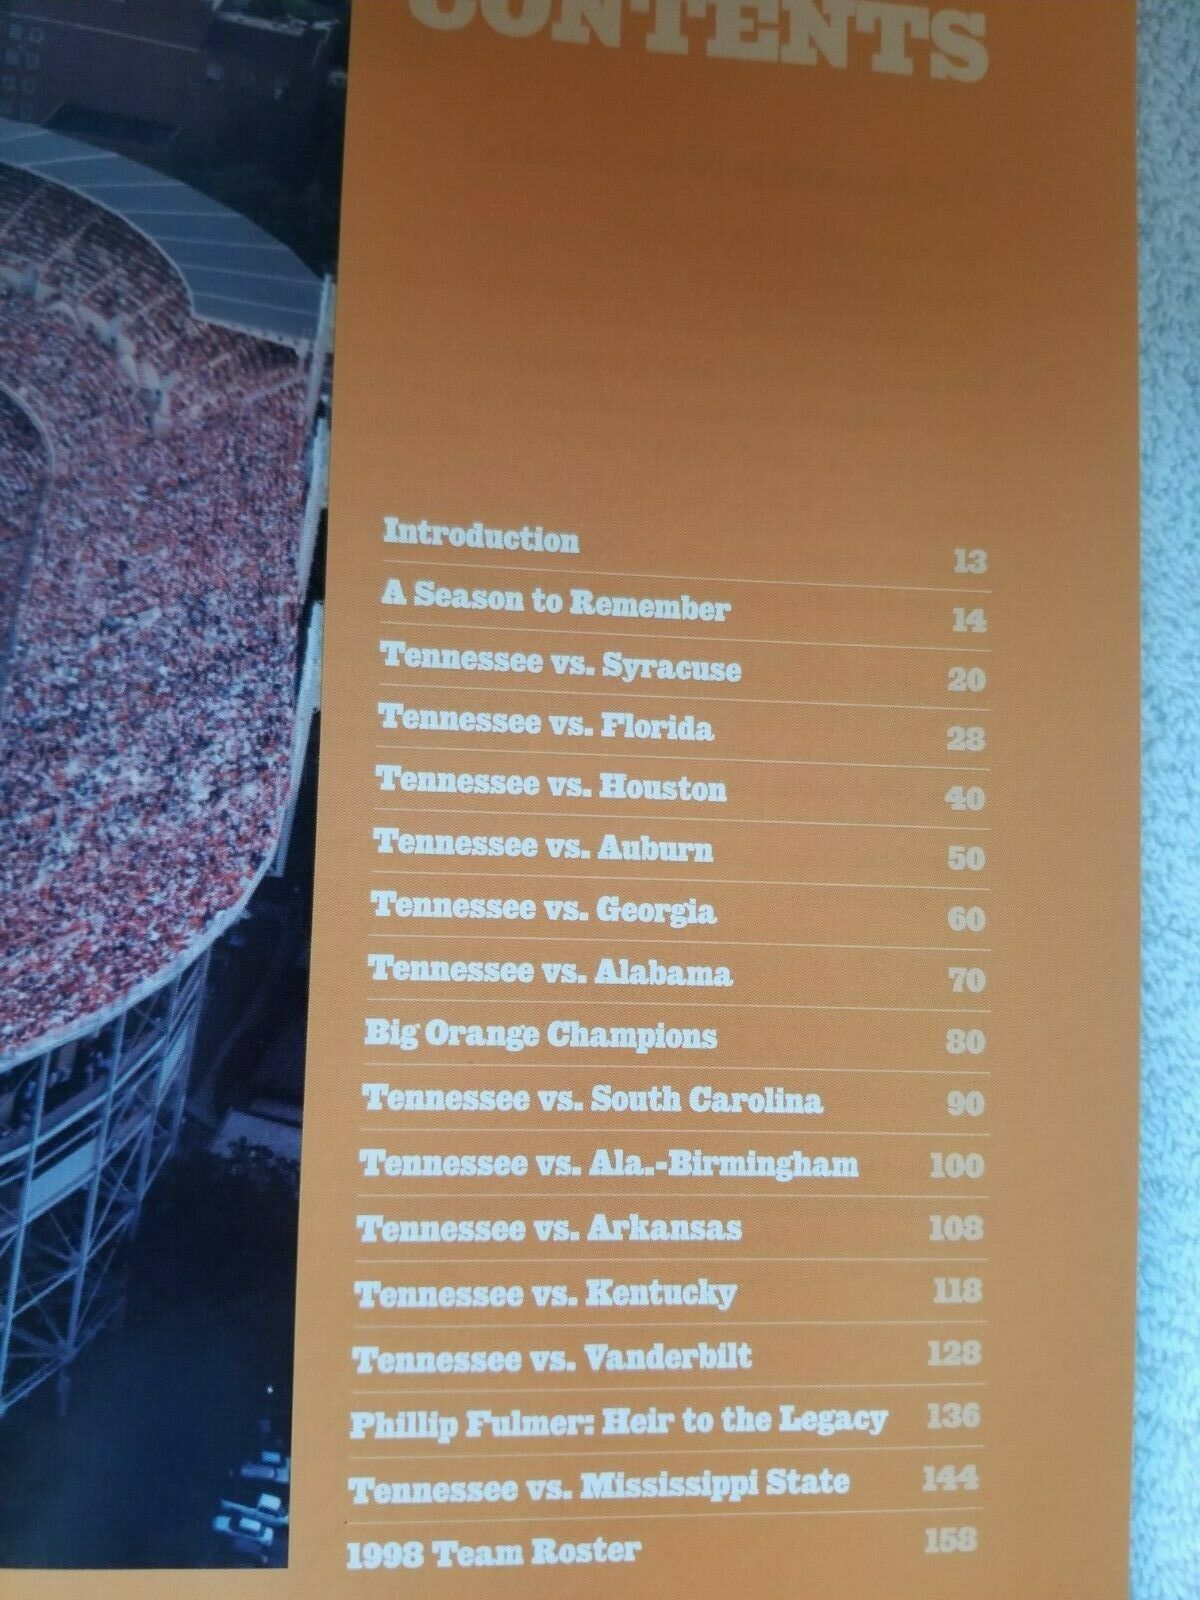 CONTENTS
Introduction 13
A Season to Remember 14
Tennessee vs. Syracuse 20
Tennessee vs. Florida 28
Tennessee vs. Houston 40
Tennessee vs. Auburn 50
Tennessee vs. Georgia 60
Tennessee vs. Alabama 70
Big Orange Champions 80
Tennessee vs. South Carolina 90
Tennessee vs. Ala.-Birmingham 100
Tennessee vs. Arkansas 108
Tennessee vs. Kentucky 118
Tennessee vs. Vanderbilt 128
Phillip Fulmer: Heir to the Legacy 136
Tennessee vs. Mississippi State 144
1998 Team Roster 158